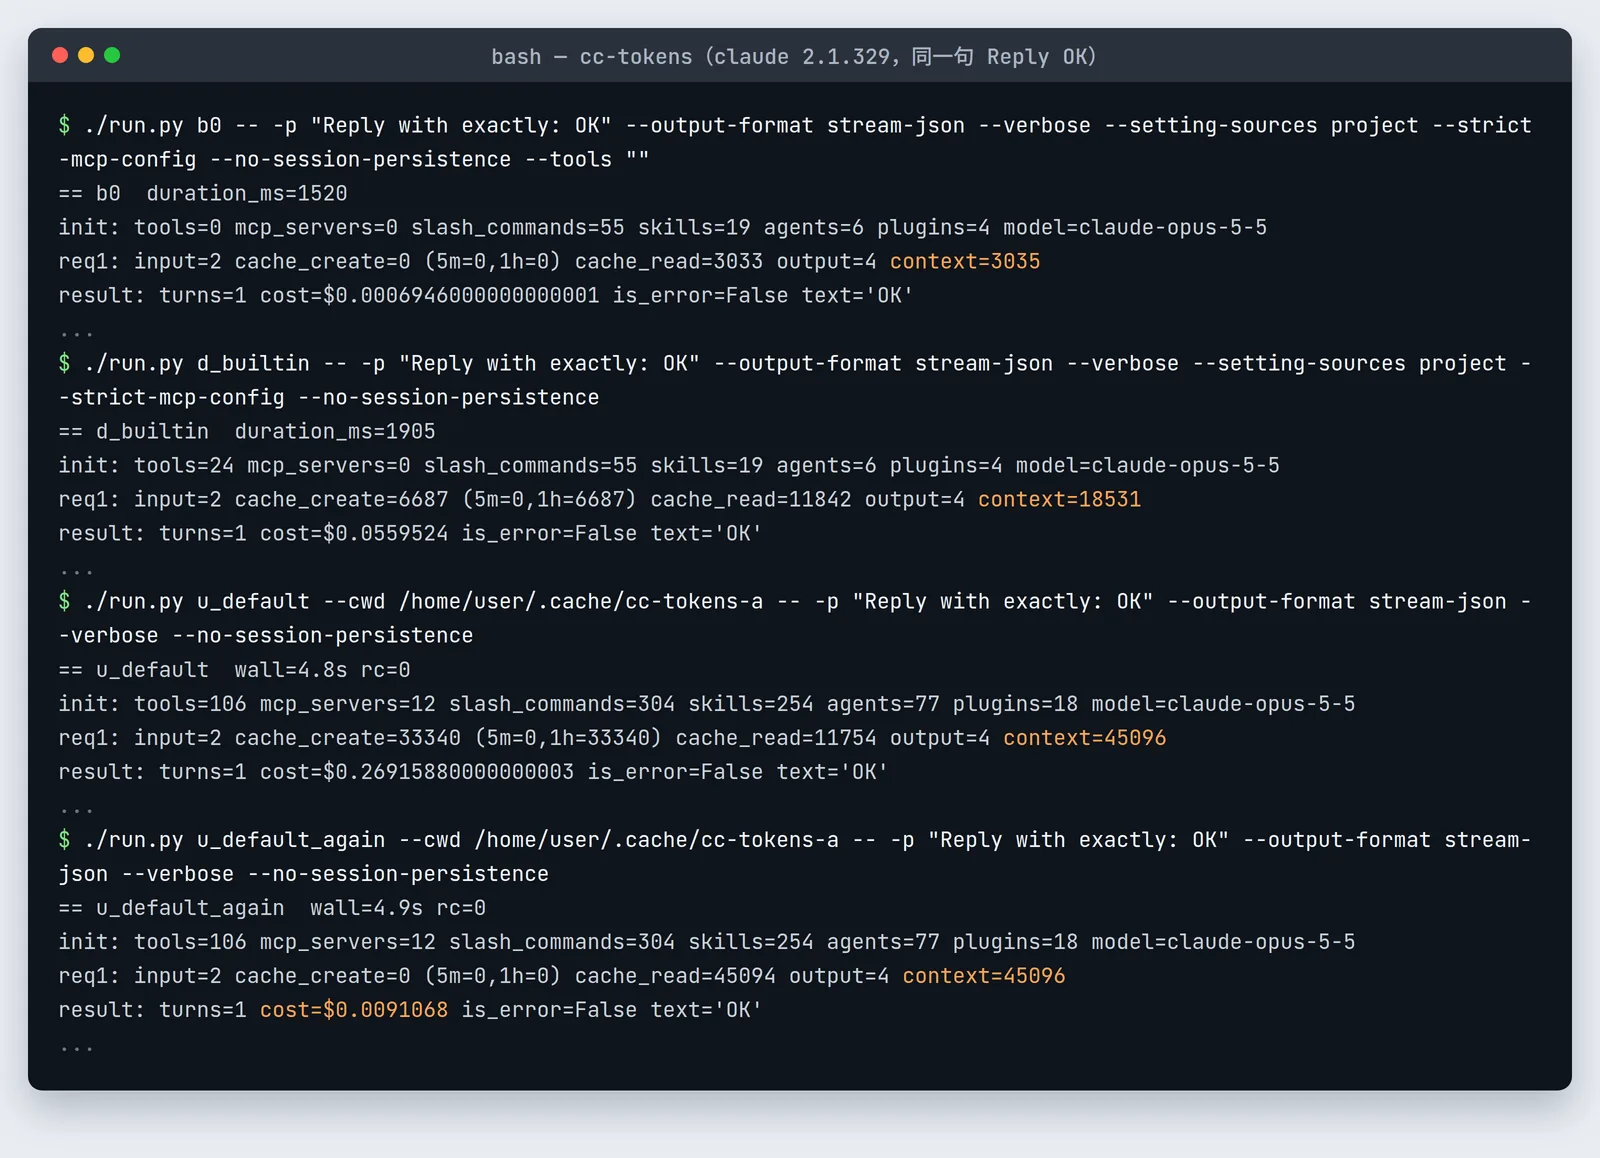 bash — cc-tokens（claude 2.1.329，同一句 Reply OK）
$ ./run.py b0 -- -p "Reply with exactly: OK" --output-format stream-json --verbose --setting-sources project --strict
-mcp-config --no-session-persistence --tools ""
== b0  duration_ms=1520
init: tools=0 mcp_servers=0 slash_commands=55 skills=19 agents=6 plugins=4 model=claude-opus-5-5
req1: input=2 cache_create=0 (5m=0,1h=0) cache_read=3033 output=4 context=3035
result: turns=1 cost=$0.0006946000000000001 is_error=False text='OK'
...
$ ./run.py d_builtin -- -p "Reply with exactly: OK" --output-format stream-json --verbose --setting-sources project -
-strict-mcp-config --no-session-persistence
== d_builtin  duration_ms=1905
init: tools=24 mcp_servers=0 slash_commands=55 skills=19 agents=6 plugins=4 model=claude-opus-5-5
req1: input=2 cache_create=6687 (5m=0,1h=6687) cache_read=11842 output=4 context=18531
result: turns=1 cost=$0.0559524 is_error=False text='OK'
...
$ ./run.py u_default --cwd /home/user/.cache/cc-tokens-a -- -p "Reply with exactly: OK" --output-format stream-json -
-verbose --no-session-persistence
== u_default  wall=4.8s rc=0
init: tools=106 mcp_servers=12 slash_commands=304 skills=254 agents=77 plugins=18 model=claude-opus-5-5
req1: input=2 cache_create=33340 (5m=0,1h=33340) cache_read=11754 output=4 context=45096
result: turns=1 cost=$0.26915880000000003 is_error=False text='OK'
...
$ ./run.py u_default_again --cwd /home/user/.cache/cc-tokens-a -- -p "Reply with exactly: OK" --output-format stream-
json --verbose --no-session-persistence
== u_default_again  wall=4.9s rc=0
init: tools=106 mcp_servers=12 slash_commands=304 skills=254 agents=77 plugins=18 model=claude-opus-5-5
req1: input=2 cache_create=0 (5m=0,1h=0) cache_read=45094 output=4 context=45096
result: turns=1 cost=$0.0091068 is_error=False text='OK'
...